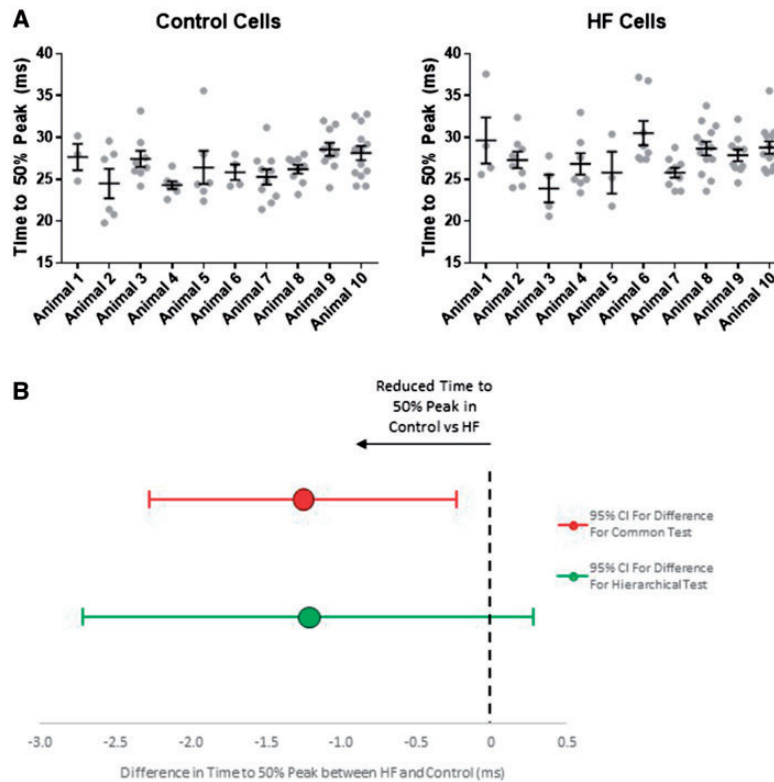 A
Control Cells
HF Cells
Time to 50% Peak (ms)
40
35
30
25
20
15
Animal 1
Animal 2
Animal 3
Animal 4
Animal 5
Animal 6
Animal 7
Animal 8
Animal 9
Animal 10
Time to 50% Peak (ms)
40
35
30
25
20
15
Animal 1
Animal 2
Animal 3
Animal 4
Animal 5
Animal 6
Animal 7
Animal 8
Animal 9
Animal 10
B
Reduced Time to
50% Peak in
Control vs HF
95% CI For Difference
For Common Test
95% CI For Difference
For Hierarchical Test
-3.0
-2.5
-2.0
-1.5
-1.0
-0.5
0
0.5
Difference in Time to 50% Peak between HF and Control (ms)